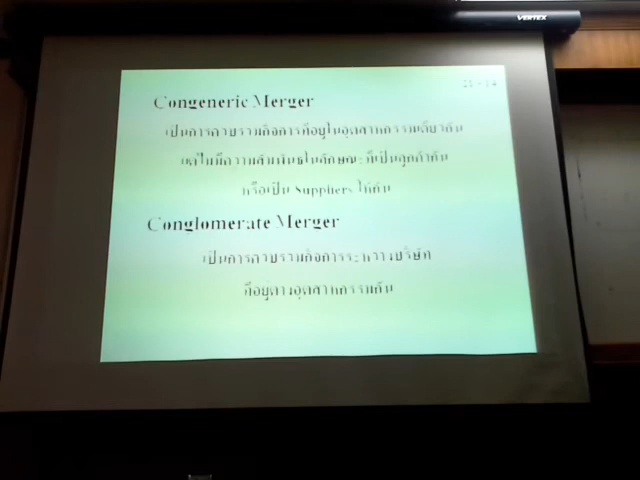 VERTEX
Congeneric Merger
เป็นการควบรวมกิจการที่อยู่ในอุตสาหกรรมเดียวกัน
แต่ไม่มีความสัมพันธ์ในลักษณะที่เป็นลูกค้ากัน
หรือเป็น Suppliers ให้กัน
Conglomerate Merger
เป็นการควบรวมกิจการระหว่างบริษัท
ที่อยู่ต่างอุตสาหกรรมกัน